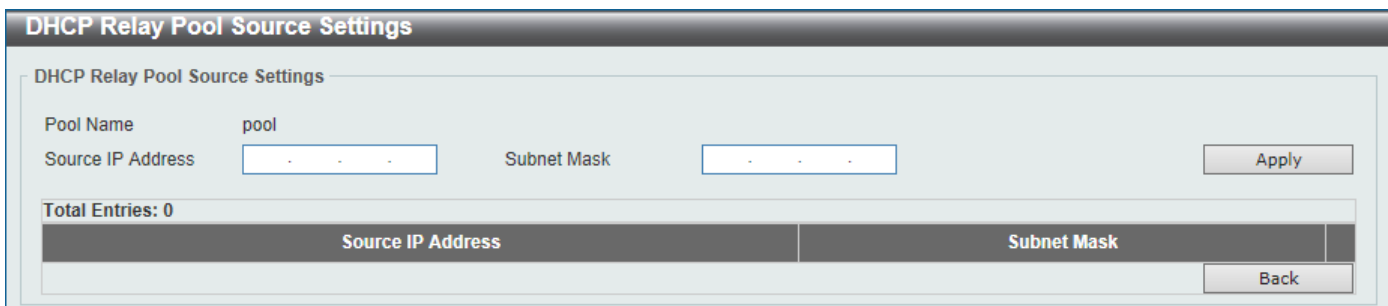 DHCP Relay Pool Source Settings
DHCP Relay Pool Source Settings
Pool Name pool
Source IP Address . . . Subnet Mask . . . Apply
Total Entries: 0
Source IP Address Subnet Mask
Back